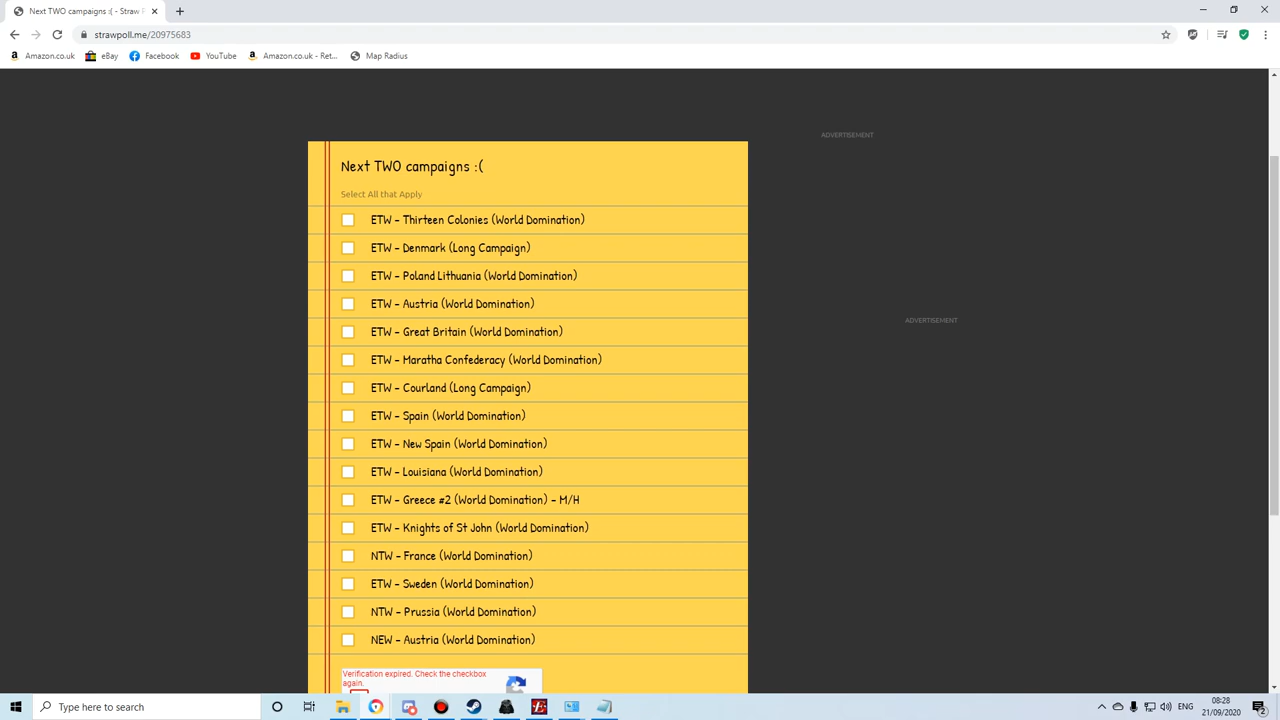 Next TWO campaigns :( - Straw P
strawpoll.me/20975683
Amazon.co.uk
eBay
Facebook
YouTube
Amazon.co.uk - Ret...
Map Radius
ADVERTISEMENT
Next TWO campaigns :(
Select All that Apply
ETW - Thirteen Colonies (World Domination)
ETW - Denmark (Long Campaign)
ETW - Poland Lithuania (World Domination)
ETW - Austria (World Domination)
ADVERTISEMENT
ETW - Great Britain (World Domination)
ETW - Maratha Confederacy (World Domination)
ETW - Courland (Long Campaign)
ETW - Spain (World Domination)
ETW - New Spain (World Domination)
ETW - Louisiana (World Domination)
ETW - Greece #2 (World Domination) - M/H
ETW - Knights of St John (World Domination)
NTW - France (World Domination)
ETW - Sweden (World Domination)
NTW - Prussia (World Domination)
NEW - Austria (World Domination)
Verification expired. Check the checkbox
again.
Type here to search
ENG
08:28
21/09/2020
2